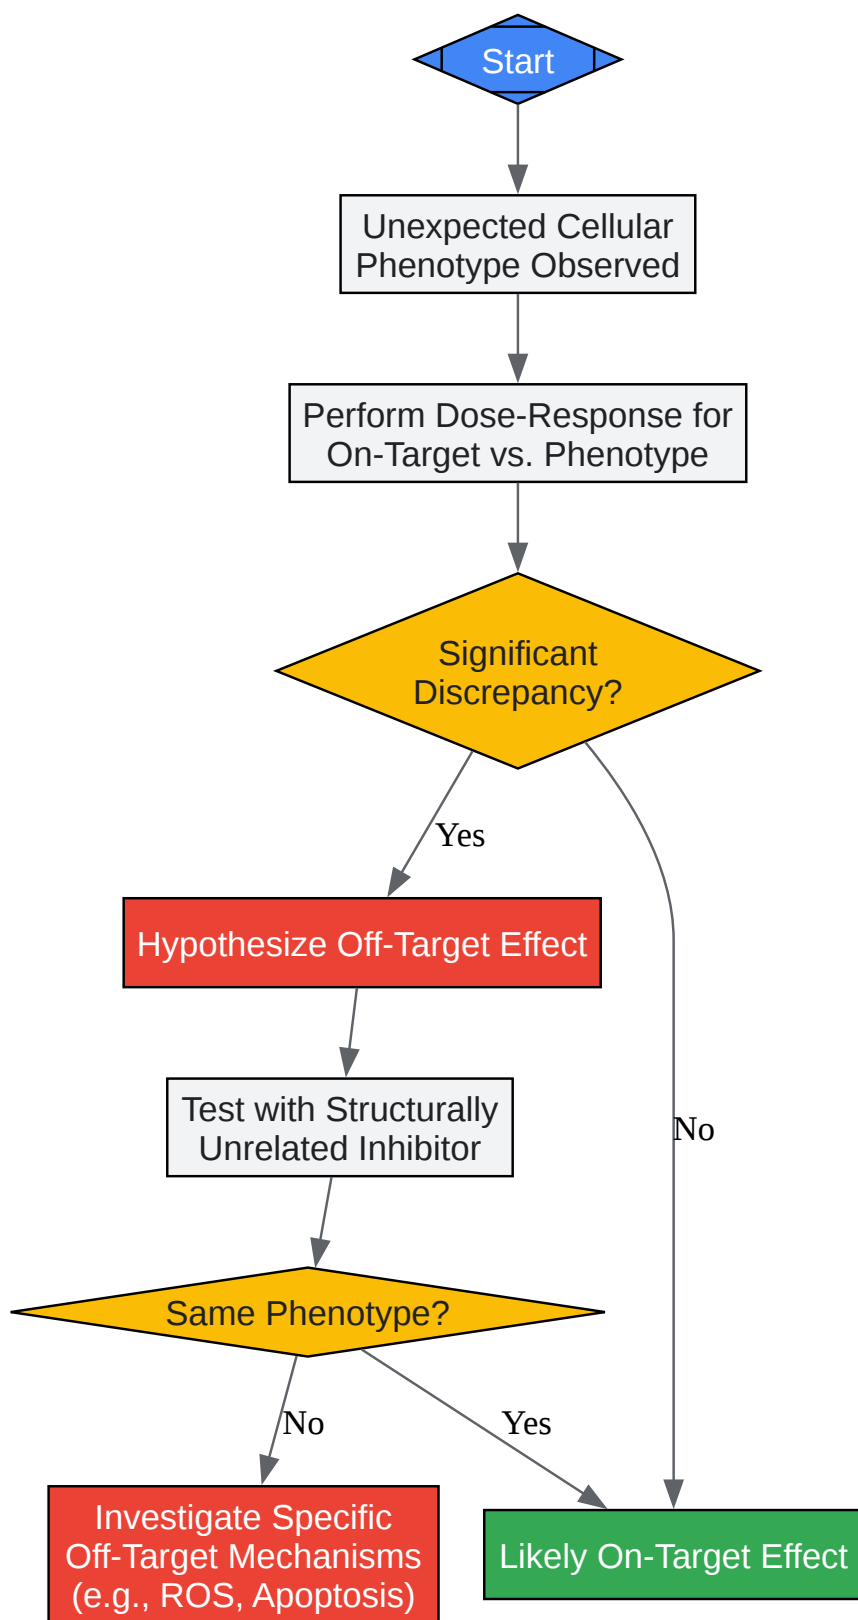 Start
Unexpected Cellular
Phenotype Observed
Perform Dose-Response for
On-Target vs. Phenotype
Significant
Discrepancy?
Yes
Hypothesize Off-Target Effect
Test with Structurally
Unrelated Inhibitor
No
Same Phenotype?
No
Yes
Investigate Specific
Off-Target Mechanisms
(e.g., ROS, Apoptosis)
Likely On-Target Effect